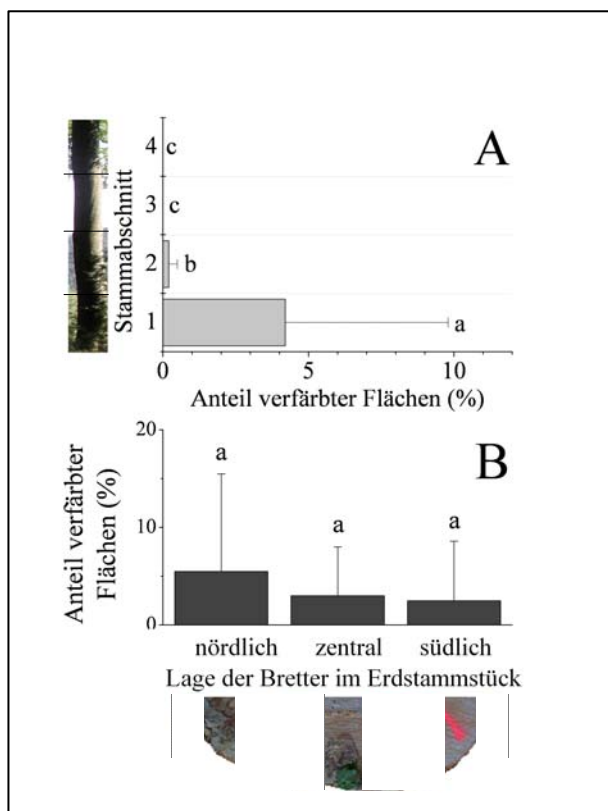 A
Stammabschnitt
4 c
3 c
2 b
1 a
0 5 10
Anteil verfärbter Flächen (%)
B
Anteil verfärbter
Flächen (%)
20
10
0
a a a
nördlich zentral südlich
Lage der Bretter im Erdstammstück